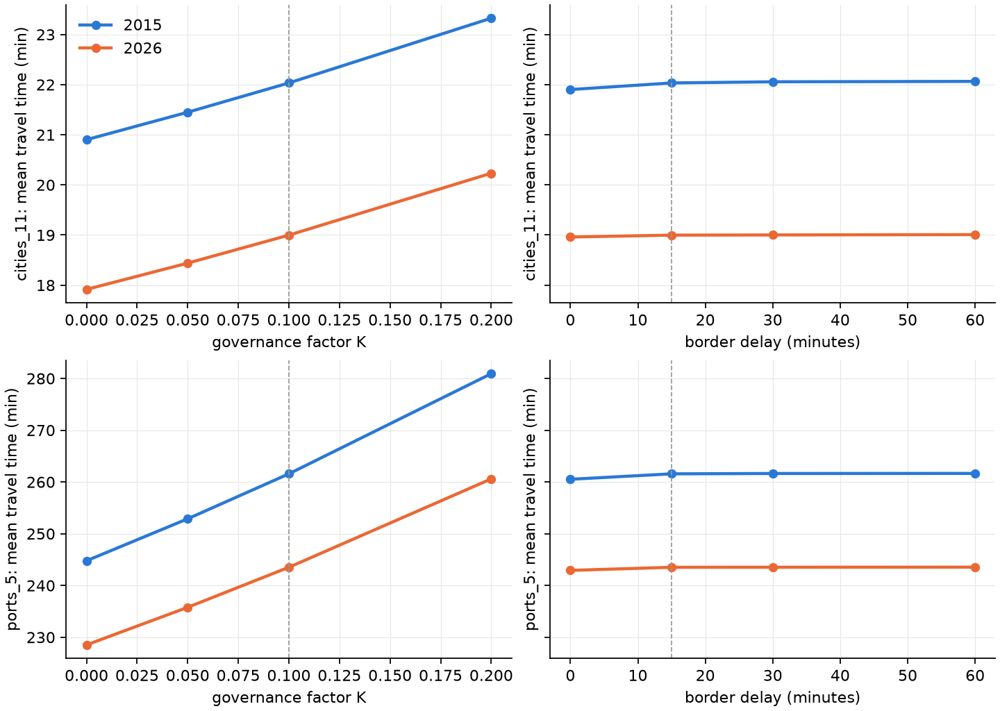 2015
2026
23
22
21
20
19
18
cities_11: mean travel time (min)
0.000 0.025 0.050 0.075 0.100 0.125 0.150 0.175 0.200
governance factor K
cities_11: mean travel time (min)
0 10 20 30 40 50 60
border delay (minutes)
280
270
260
250
240
230
ports_5: mean travel time (min)
0.000 0.025 0.050 0.075 0.100 0.125 0.150 0.175 0.200
governance factor K
ports_5: mean travel time (min)
0 10 20 30 40 50 60
border delay (minutes)